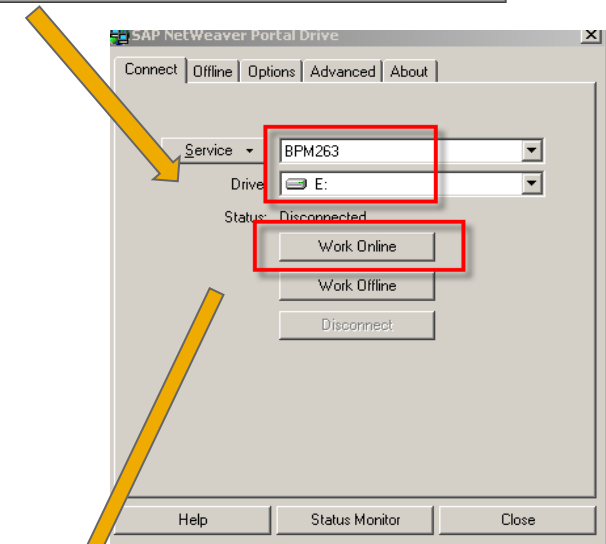 SAP NetWeaver Portal Drive
Connect Offline Options Advanced About
Service BPM263
Drive E:
Status: Disconnected
Work Online
Work Offline
Disconnect
Help Status Monitor Close